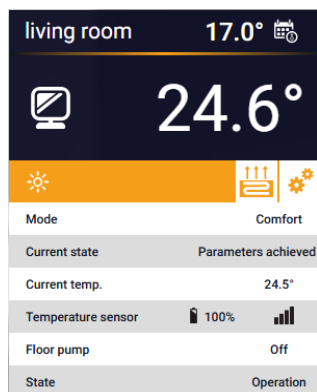 living room 17.0°
24.6°
Mode Comfort
Current state Parameters achieved
Current temp. 24.5°
Temperature sensor 100%
Floor pump Off
State Operation